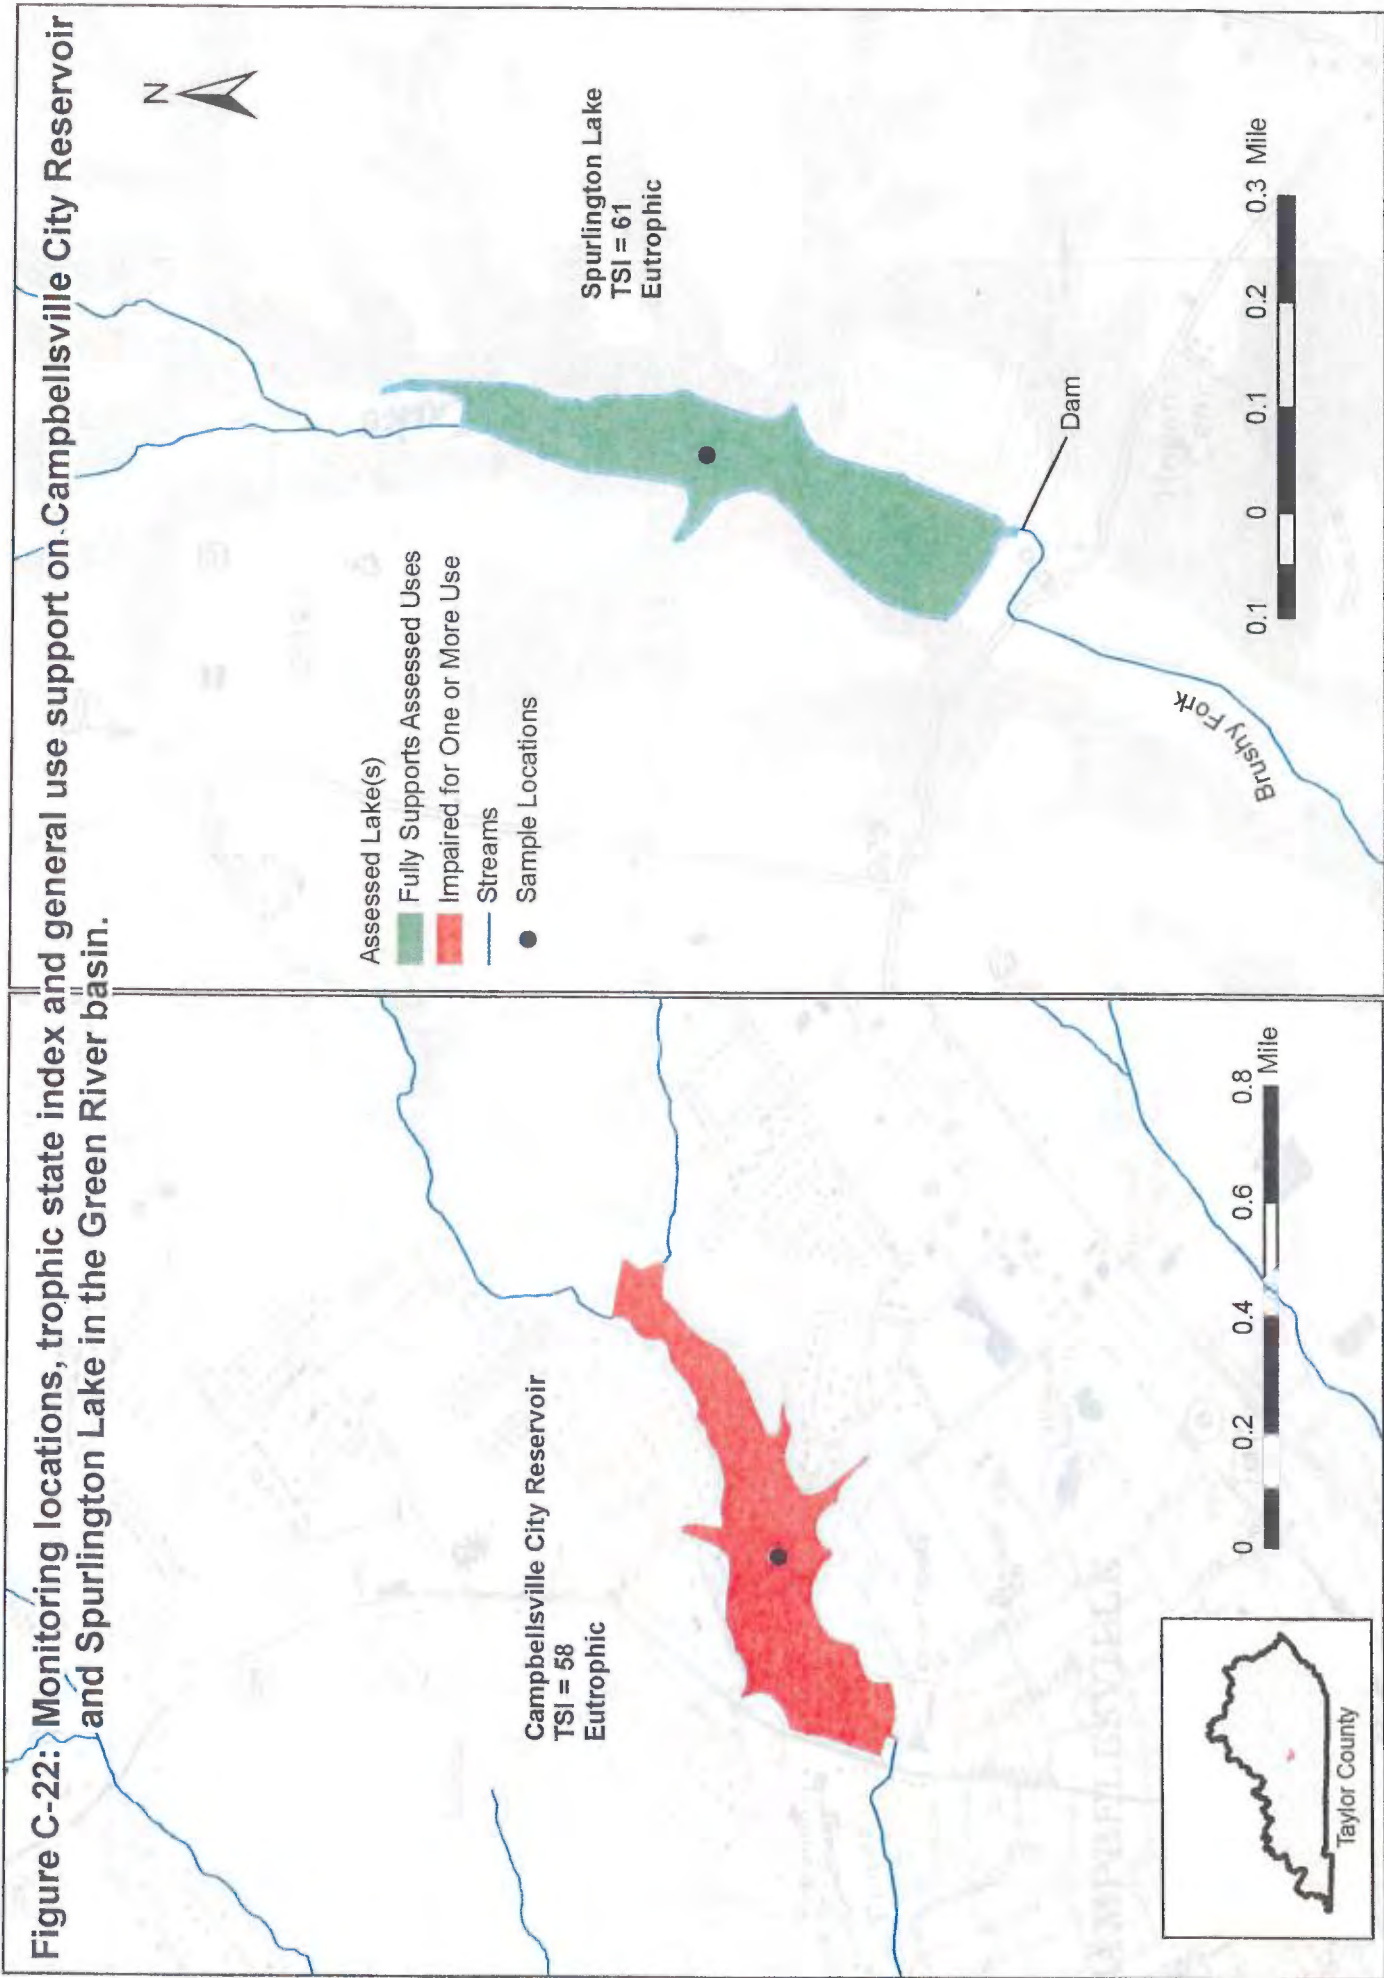 Figure C-22: Monitoring locations, trophic state index and general use support on Campbellsville City Reservoir
and Spurlington Lake in the Green River basin.
N
Campbellsville City Reservoir
TSI = 58
Eutrophic
Assessed Lake(s)
Fully Supports Assessed Uses
Impaired for One or More Use
Streams
Sample Locations
Spurlington Lake
TSI = 61
Eutrophic
Dam
Brushy Fork
0 0.2 0.4 0.6 0.8
Mile
0.1 0 0.1 0.2 0.3 Mile
Taylor County